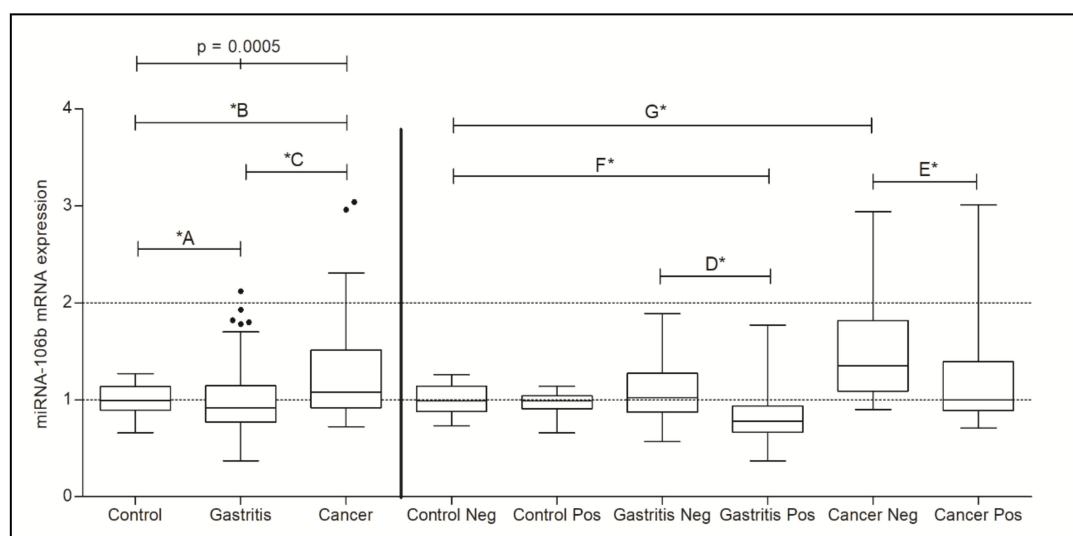 p = 0.0005
*B
*C
*A
G*
F*
E*
D*
miRNA-106b mRNA expression
4
3
2
1
0
Control Gastritis Cancer Control Neg Control Pos Gastritis Neg Gastritis Pos Cancer Neg Cancer Pos